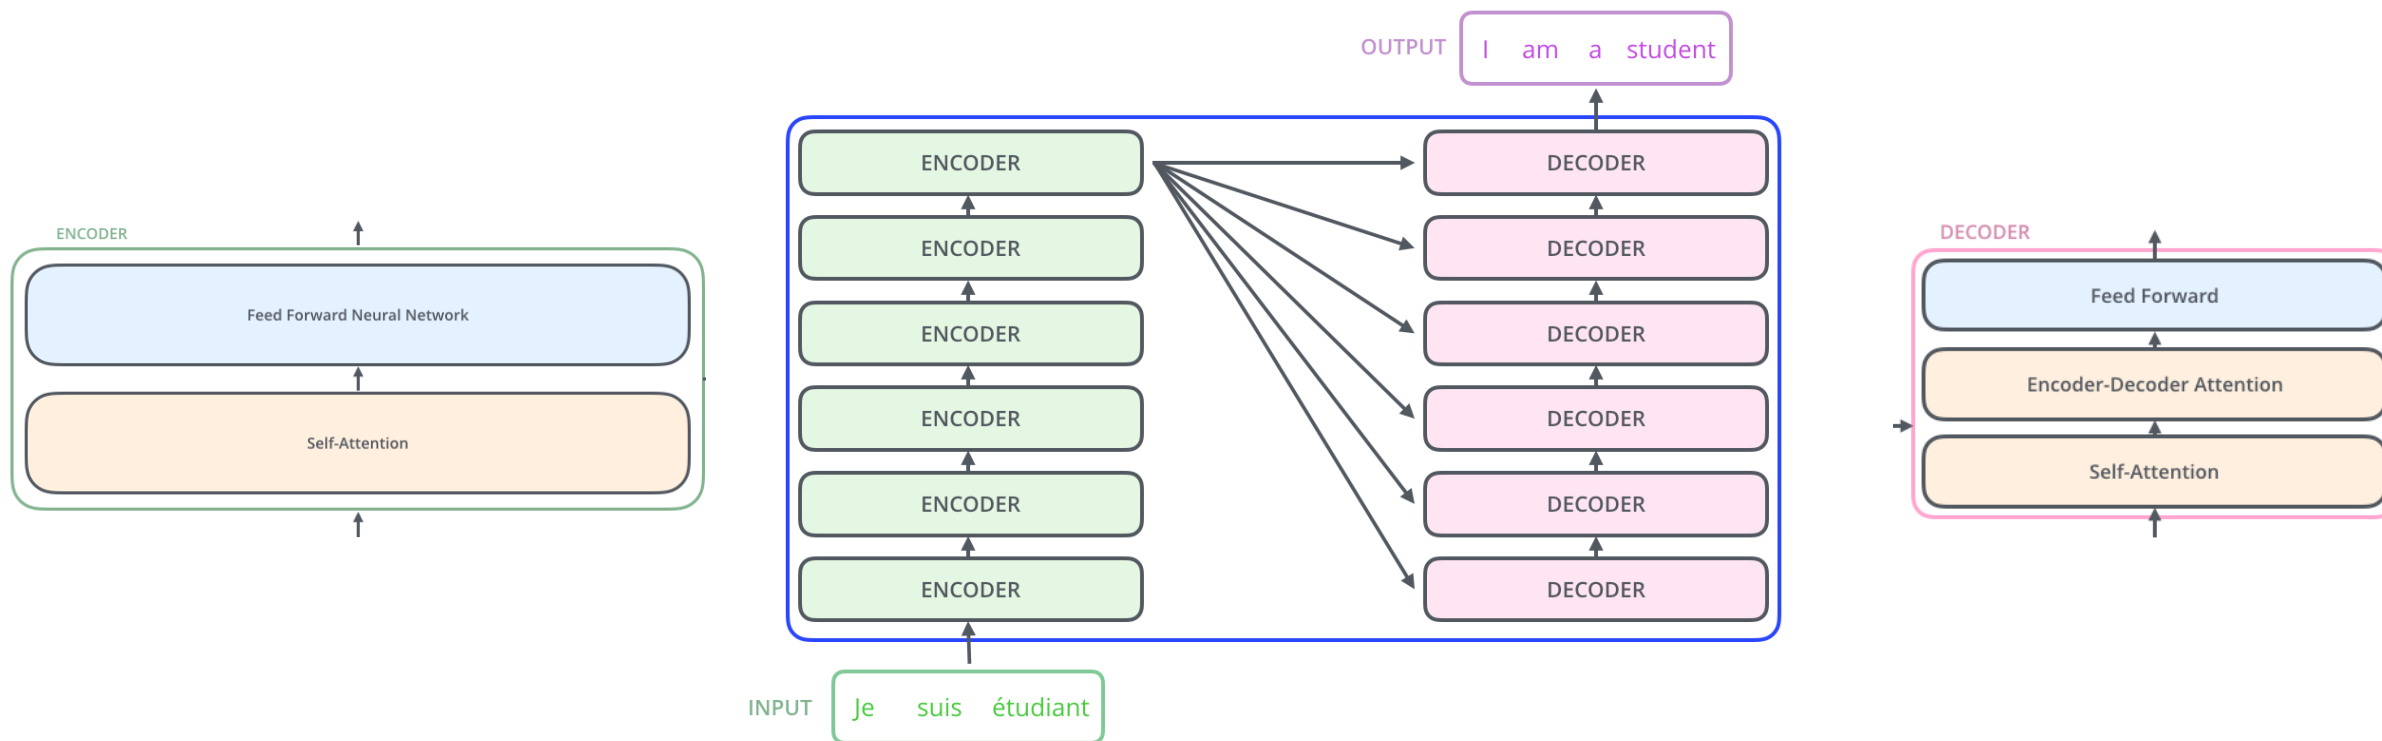 ENCODER
Feed Forward Neural Network
Self-Attention
OUTPUT
I am a student
ENCODER
ENCODER
ENCODER
ENCODER
ENCODER
ENCODER
DECODER
DECODER
DECODER
DECODER
DECODER
DECODER
INPUT
Je suis étudiant
DECODER
Feed Forward
Encoder-Decoder Attention
Self-Attention